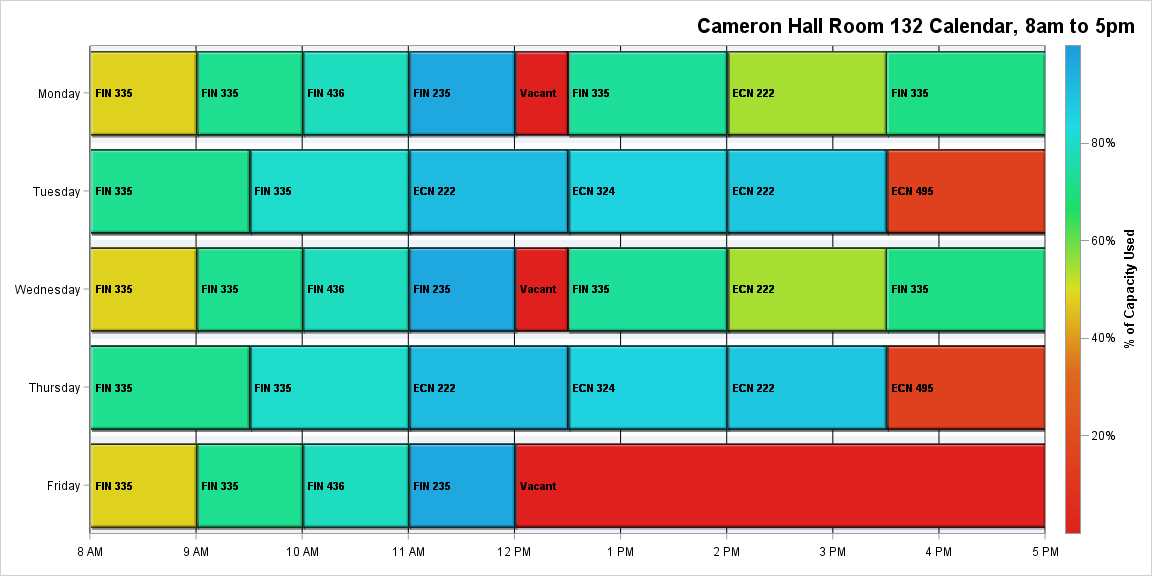 Cameron Hall Room 132 Calendar, 8am to 5pm
Monday
FIN 335
FIN 335
FIN 436
FIN 235
Vacant
FIN 335
ECN 222
FIN 335
Tuesday
FIN 335
FIN 335
ECN 222
ECN 324
ECN 222
ECN 495
Wednesday
FIN 335
FIN 335
FIN 436
FIN 235
Vacant
FIN 335
ECN 222
FIN 335
Thursday
FIN 335
FIN 335
ECN 222
ECN 324
ECN 222
ECN 495
Friday
FIN 335
FIN 335
FIN 436
FIN 235
Vacant
8 AM
9 AM
10 AM
11 AM
12 PM
1 PM
2 PM
3 PM
4 PM
5 PM
80%
60%
40%
20%
% of Capacity Used